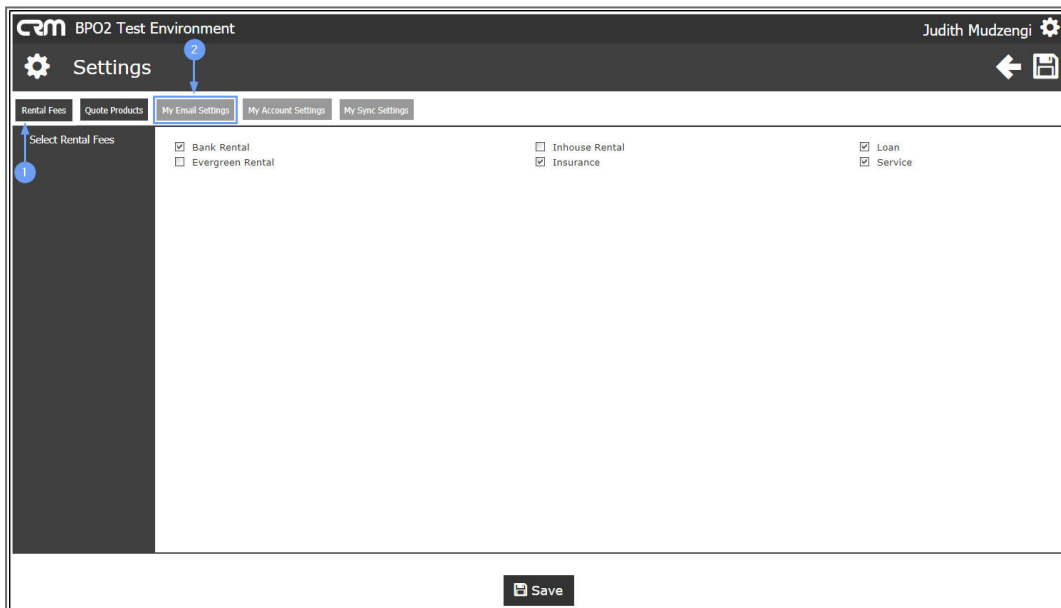 CRM BPO2 Test Environment
Judith Mudzengi
2
Settings
Rental Fees Quote Products My Email Settings My Account Settings My Sync Settings
Select Rental Fees
1
Bank Rental Inhouse Rental Loan
Evergreen Rental Insurance Service
Save